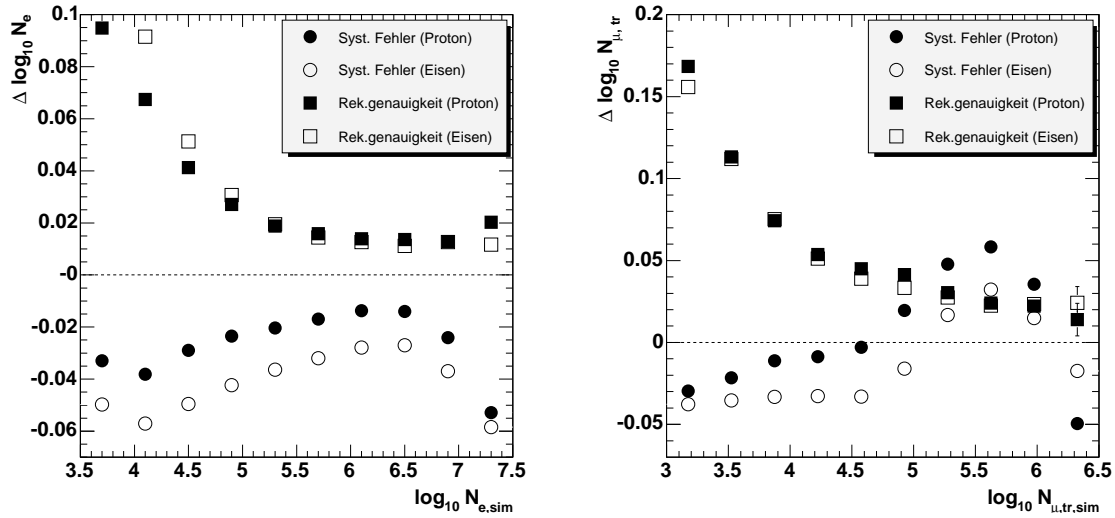 Δ log₁₀ Nₑ
0.1
0.08
0.06
0.04
0.02
-0
-0.02
-0.04
-0.06
3.5 4 4.5 5 5.5 6 6.5 7 7.5
log₁₀ Nₑ,sim
Syst. Fehler (Proton)
Syst. Fehler (Eisen)
Rek.genauigkeit (Proton)
Rek.genauigkeit (Eisen)
Δ log₁₀ N_μ, tr
0.2
0.15
0.1
0.05
0
-0.05
3 3.5 4 4.5 5 5.5 6 6.5
log₁₀ N_μ,tr,sim
Syst. Fehler (Proton)
Syst. Fehler (Eisen)
Rek.genauigkeit (Proton)
Rek.genauigkeit (Eisen)